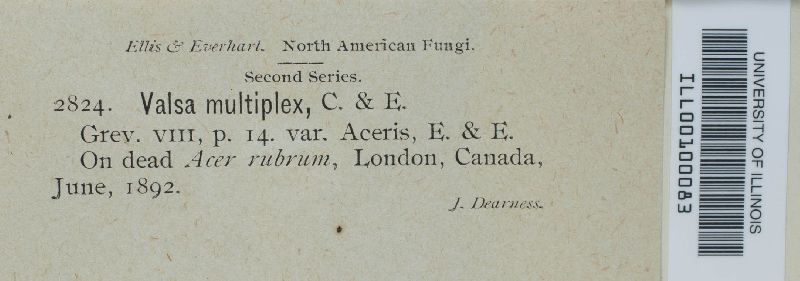 Ellis & Everhart. North American Fungi.
Second Series.
2824. Valsa multiplex, C. & E.
Grev. VIII, p. 14. var. Aceris, E. & E.
On dead Acer rubrum, London, Canada,
June, 1892.
J. Dearness.
UNIVERSITY OF ILLINOIS
ILL00100083